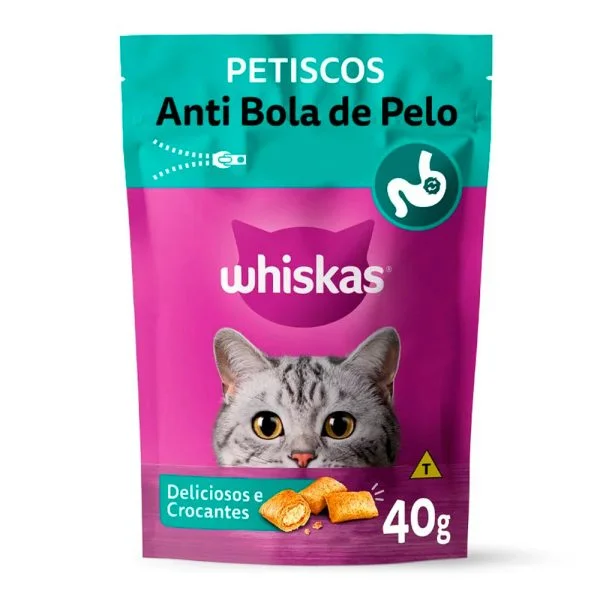 PETISCOS
Anti Bola de Pelo
whiskas®
T
Deliciosos e
Crocantes
40g